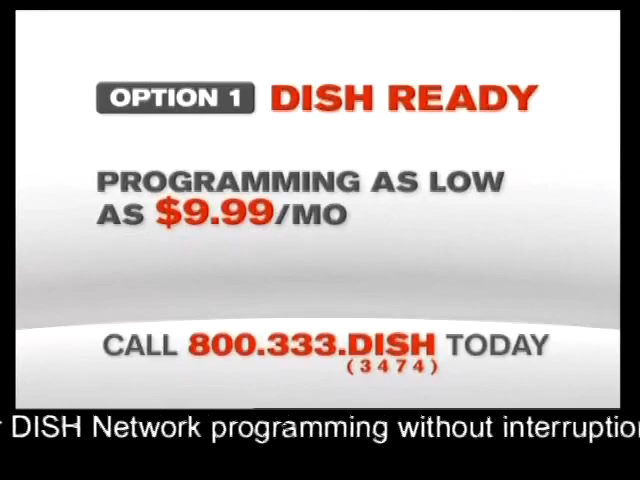 OPTION 1 DISH READY
PROGRAMMING AS LOW
AS $9.99/MO
CALL 800.333.DISH TODAY
(3474)
DISH Network programming without interruption